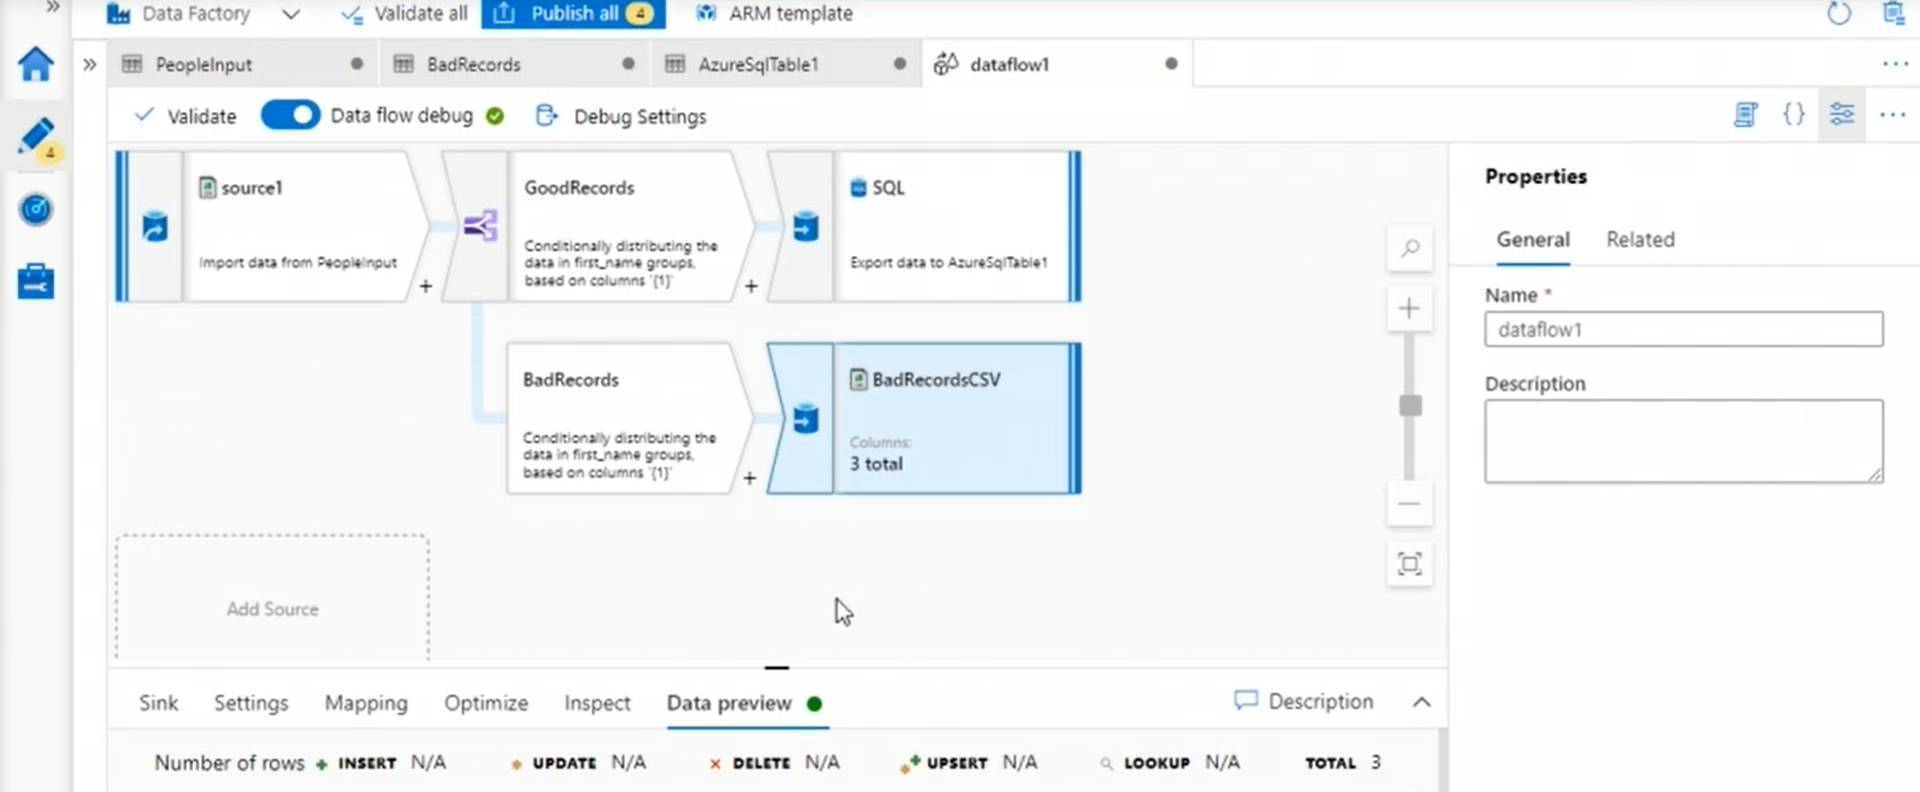 Data Factory Validate all Publish all 4 ARM template
PeopleInput BadRecords AzureSqlTable1 dataflow1
Validate Data flow debug Debug Settings
4
source1
Import data from PeopleInput
+
GoodRecords
Conditionally distributing the
data in first_name groups,
based on columns '{1}'
+
SQL
Export data to AzureSqlTable1
BadRecords
Conditionally distributing the
data in first_name groups,
based on columns '{1}'
+
BadRecordsCSV
Columns:
3 total
Add Source
Properties
General Related
Name *
dataflow1
Description
Sink Settings Mapping Optimize Inspect Data preview Description
Number of rows + INSERT N/A UPDATE N/A × DELETE N/A UPSERT N/A LOOKUP N/A TOTAL 3